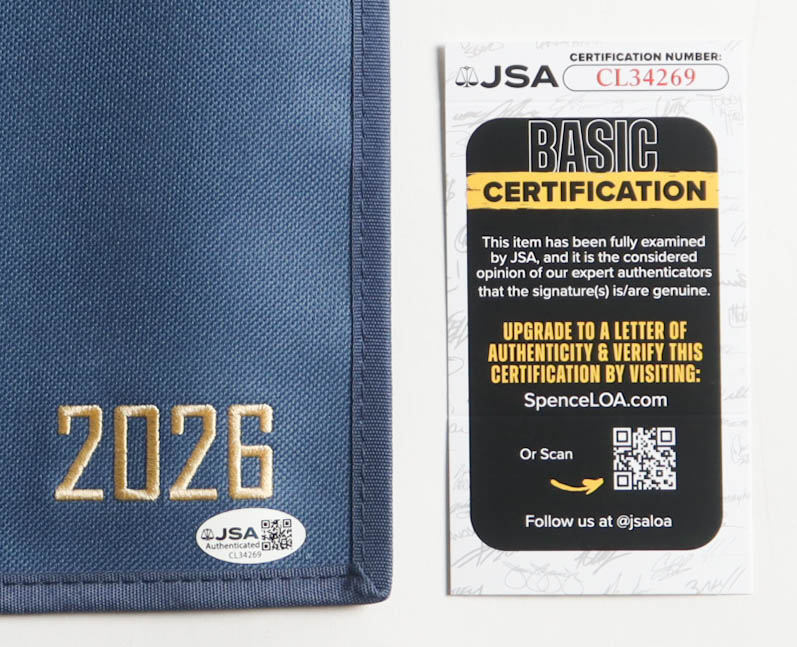 2026
JSA
Authenticated
CL34269
JSA
CERTIFICATION NUMBER:
CL34269
BASIC
CERTIFICATION
This item has been fully examined
by JSA, and it is the considered
opinion of our expert authenticators
that the signature(s) is/are genuine.
UPGRADE TO A LETTER OF
AUTHENTICITY & VERIFY THIS
CERTIFICATION BY VISITING:
SpenceLOA.com
Or Scan
Follow us at @jsaloa